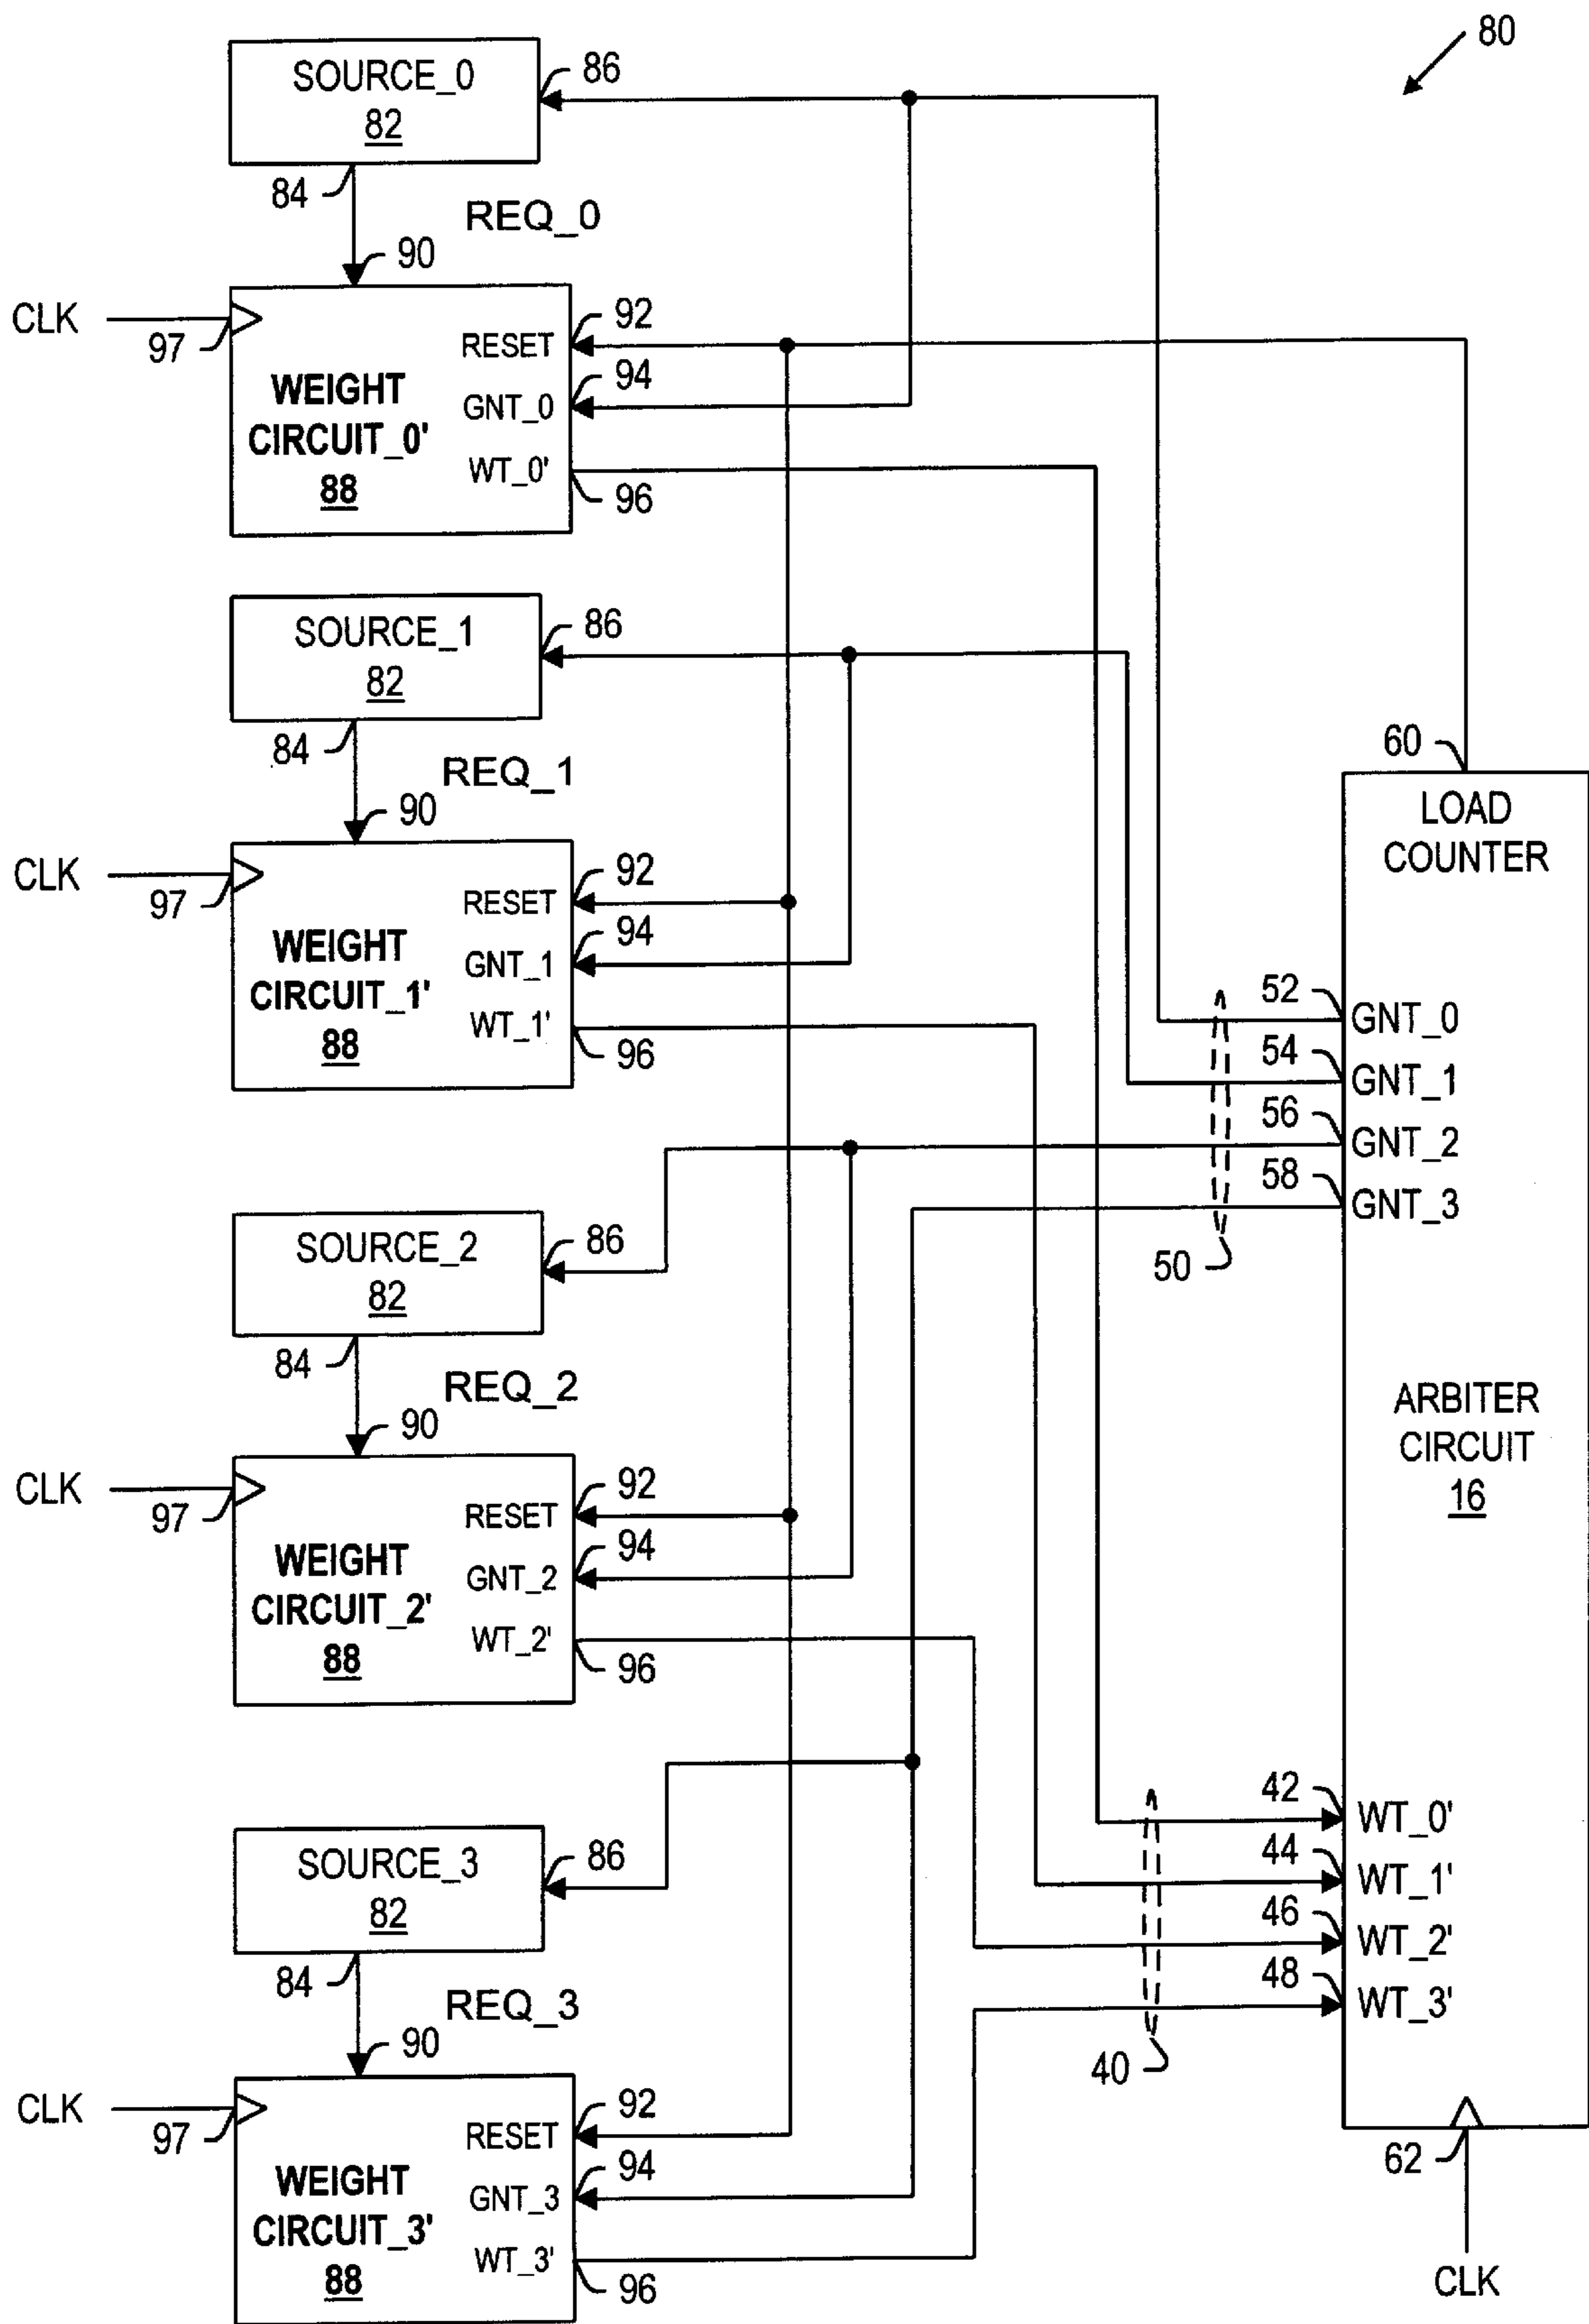 80
SOURCE_0
82
86
84
REQ_0
90
CLK
97
RESET
92
WEIGHT
CIRCUIT_0'
88
GNT_0
94
WT_0'
96
SOURCE_1
82
86
84
REQ_1
90
CLK
97
RESET
92
WEIGHT
CIRCUIT_1'
88
GNT_1
94
WT_1'
96
SOURCE_2
82
86
84
REQ_2
90
CLK
97
RESET
92
WEIGHT
CIRCUIT_2'
88
GNT_2
94
WT_2'
96
SOURCE_3
82
86
84
REQ_3
90
CLK
97
RESET
92
WEIGHT
CIRCUIT_3'
88
GNT_3
94
WT_3'
96
60
LOAD
COUNTER
52
GNT_0
54
GNT_1
56
GNT_2
58
GNT_3
50
ARBITER
CIRCUIT
16
42
WT_0'
44
WT_1'
46
WT_2'
48
WT_3'
40
62
CLK